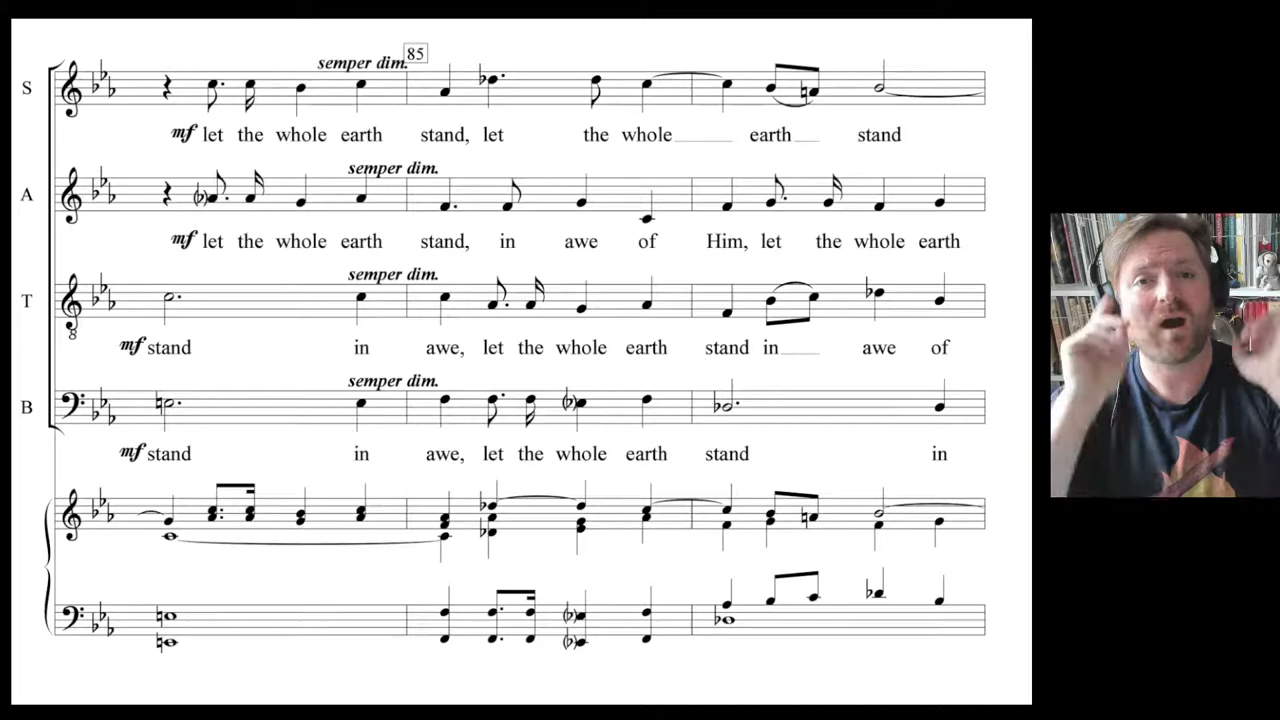 semper dim. 85
S
mf let the whole earth stand, let the whole earth stand
semper dim.
A
mf let the whole earth stand, in awe of Him, let the whole earth
semper dim.
T
8
mf stand in awe, let the whole earth stand in awe of
semper dim.
B
mf stand in awe, let the whole earth stand in